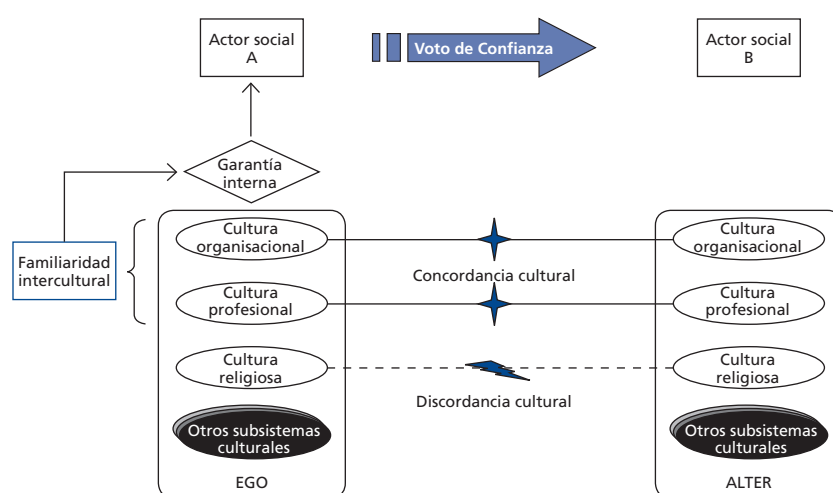 Actor social
A
Voto de Confianza
Actor social
B
Garantía
interna
Familiaridad
intercultural
Cultura
organisacional
Cultura
organisacional
Concordancia cultural
Cultura
profesional
Cultura
profesional
Cultura
religiosa
Cultura
religiosa
Discordancia cultural
Otros subsistemas
culturales
Otros subsistemas
culturales
EGO
ALTER